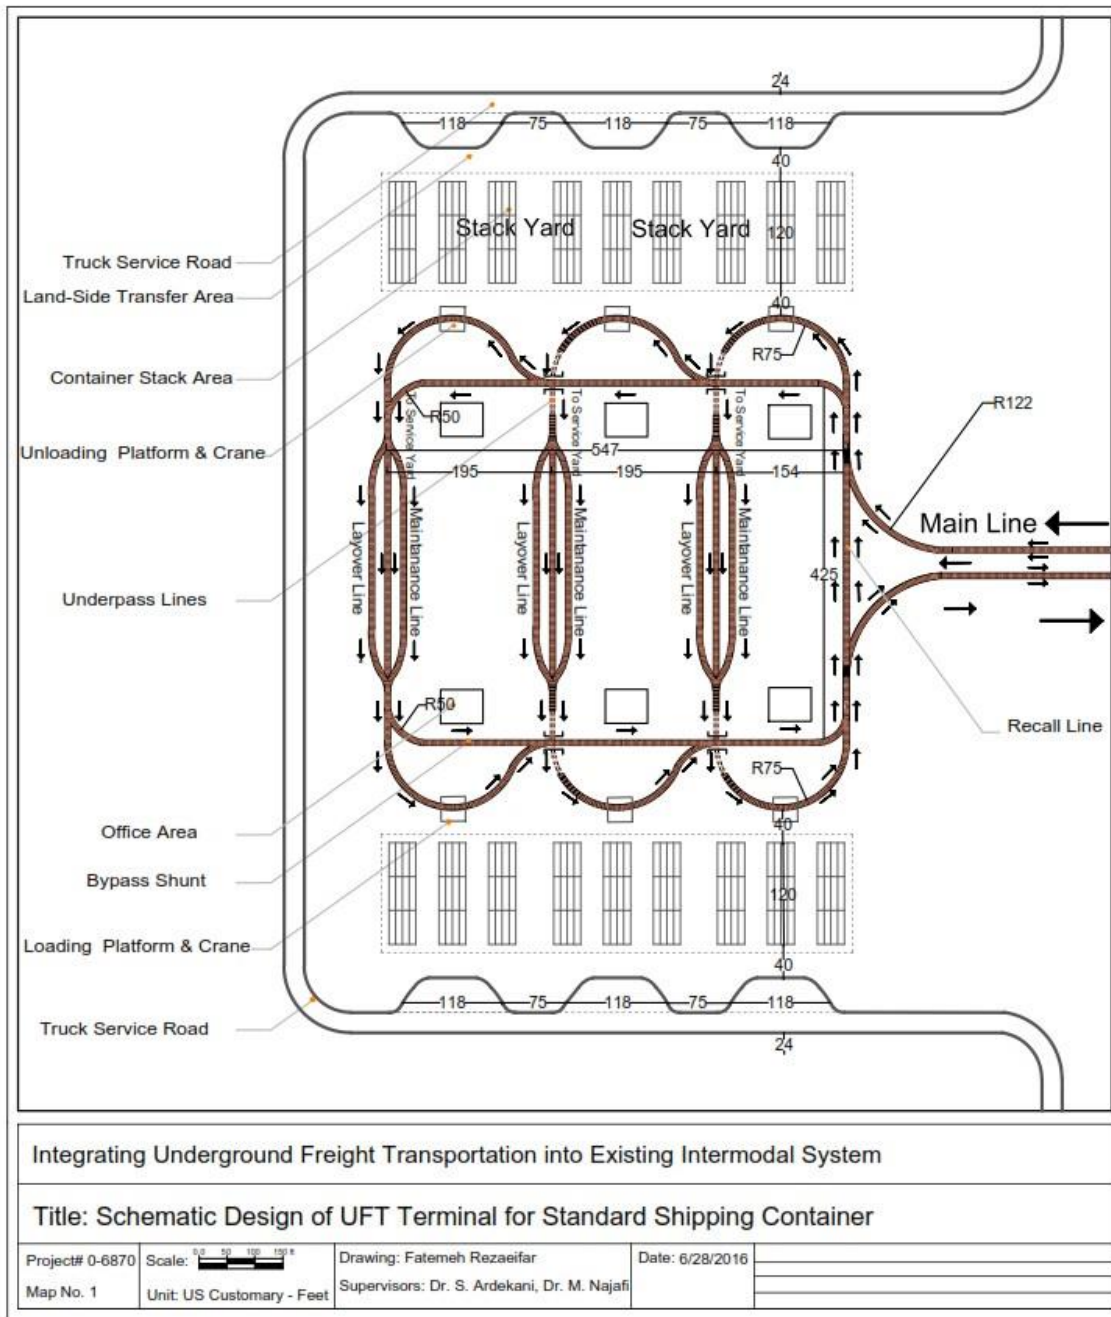 24
118 75 118 75 118
40
Stack Yard Stack Yard
120
Truck Service Road
Land-Side Transfer Area
40
R75
Container Stack Area
To Service Yard
To Service Yard
To Service Yard
R50
R122
Unloading Platform & Crane
547
195 195 154
Main Line
Layover Line
Maintanance Line
Layover Line
Maintanance Line
Layover Line
Maintanance Line
425
Underpass Lines
R50
Recall Line
R75
40
Office Area
Bypass Shunt
120
Loading Platform & Crane
40
118 75 118 75 118
Truck Service Road
24
Integrating Underground Freight Transportation into Existing Intermodal System
Title: Schematic Design of UFT Terminal for Standard Shipping Container
Project# 0-6870
Map No. 1
Scale: 0.0 50 100 150 ft
Unit: US Customary - Feet
Drawing: Fatemeh Rezaeifar
Supervisors: Dr. S. Ardekani, Dr. M. Najafi
Date: 6/28/2016